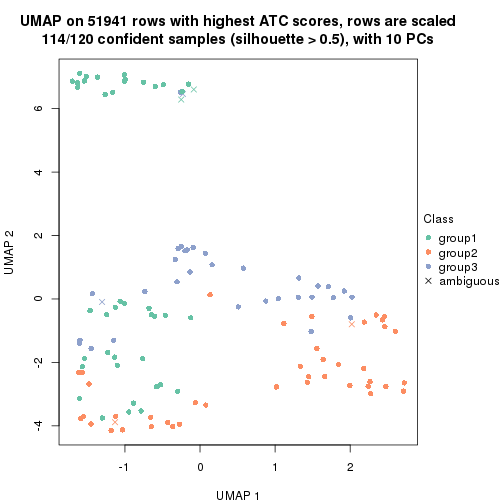 UMAP on 51941 rows with highest ATC scores, rows are scaled
114/120 confident samples (silhouette > 0.5), with 10 PCs
6
4
2
0
-2
-4
UMAP 2
-1
0
1
2
UMAP 1
Class
group1
group2
group3
ambiguous